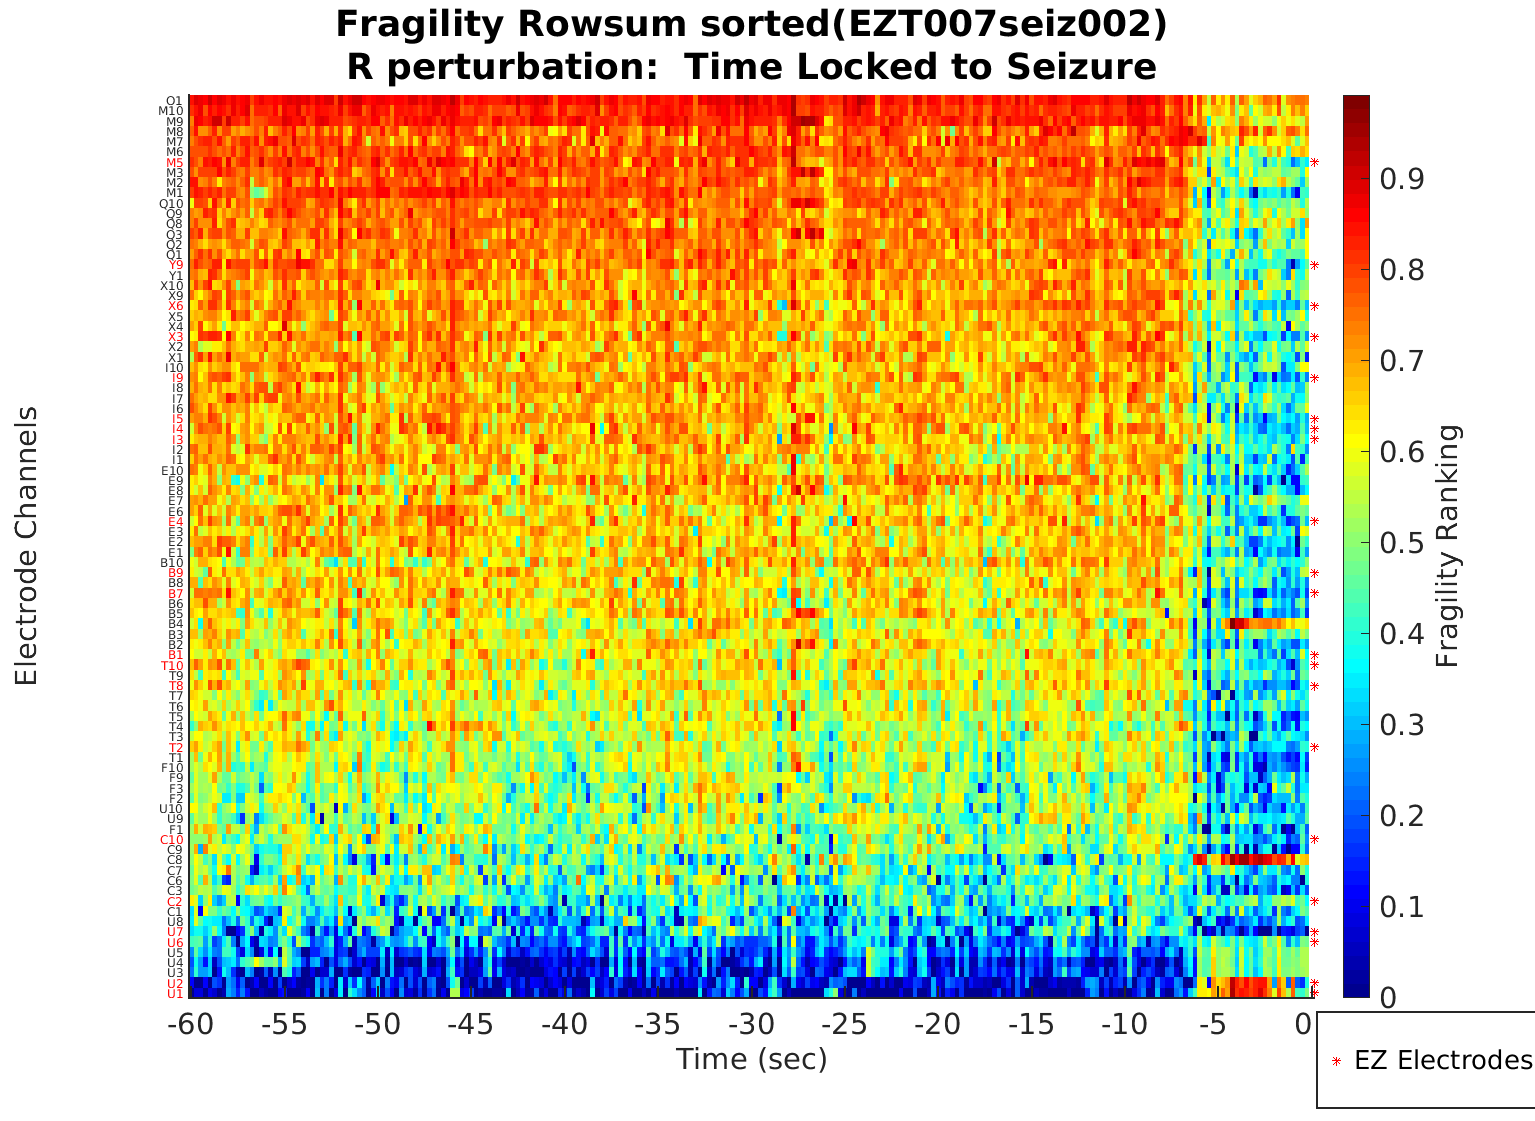 Fragility Rowsum sorted(EZT007seiz002)
R perturbation: Time Locked to Seizure
Electrode Channels
O1
M10
M9
M8
M7
M6
M5
M3
M2
M1
Q10
Q9
Q8
Q3
Q2
Q1
Y9
Y1
X10
X9
X6
X5
X4
X3
X2
X1
I10
I9
I8
I7
I6
I5
I4
I3
I2
I1
E10
E9
E8
E7
E6
E4
E3
E2
E1
B10
B9
B8
B7
B6
B5
B4
B3
B2
B1
T10
T9
T8
T7
T6
T5
T4
T3
T2
T1
F10
F9
F3
F2
U10
U9
F1
C10
C9
C8
C7
C6
C3
C2
C1
U8
U7
U6
U5
U4
U3
U2
U1
-60 -55 -50 -45 -40 -35 -30 -25 -20 -15 -10 -5 0
Time (sec)
0.9
0.8
0.7
0.6
0.5
0.4
0.3
0.2
0.1
0
Fragility Ranking
EZ Electrodes